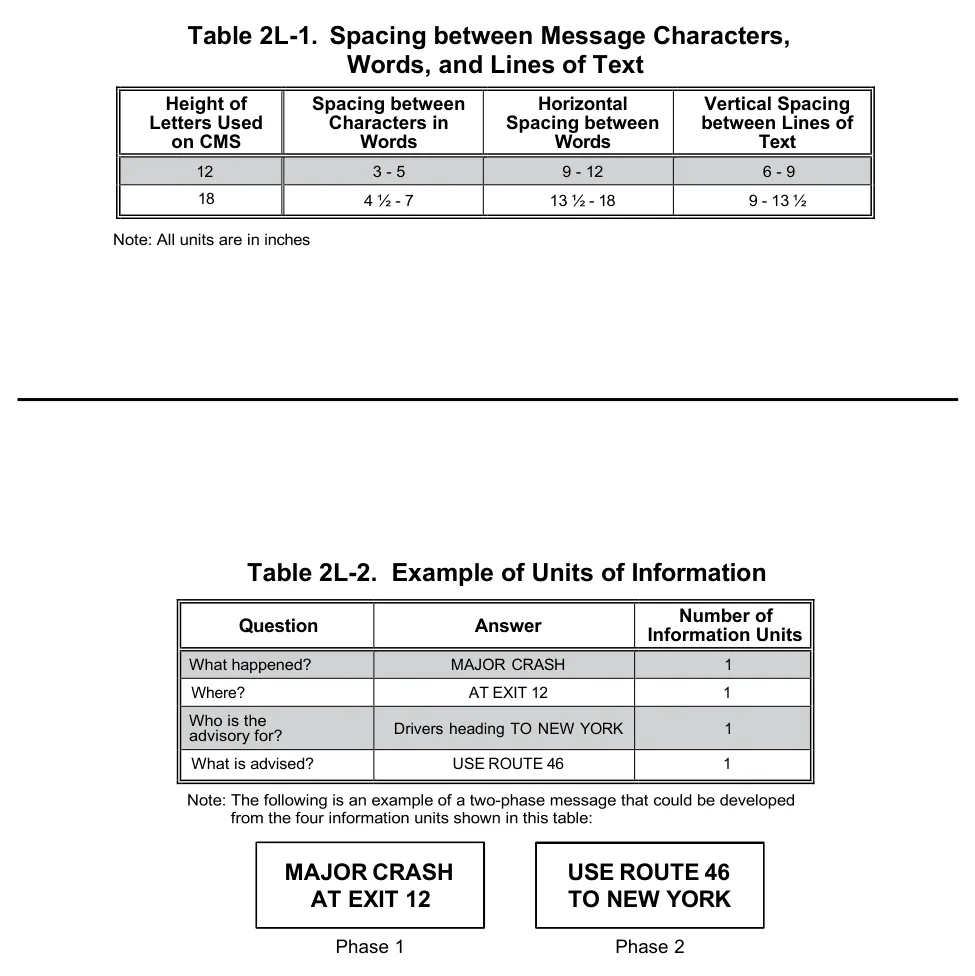 Table 2L-1. Spacing between Message Characters,
Words, and Lines of Text
Height of
Letters Used
on CMS
Spacing between
Characters in
Words
Horizontal
Spacing between
Words
Vertical Spacing
between Lines of
Text
12 3 - 5 9 - 12 6 - 9
18 4 ½ - 7 13 ½ - 18 9 - 13 ½
Note: All units are in inches
Table 2L-2. Example of Units of Information
Question
Answer
Number of
Information Units
What happened? MAJOR CRASH 1
Where? AT EXIT 12 1
Who is the
advisory for?
Drivers heading TO NEW YORK 1
What is advised? USE ROUTE 46 1
Note: The following is an example of a two-phase message that could be developed
from the four information units shown in this table:
MAJOR CRASH
AT EXIT 12
Phase 1
USE ROUTE 46
TO NEW YORK
Phase 2